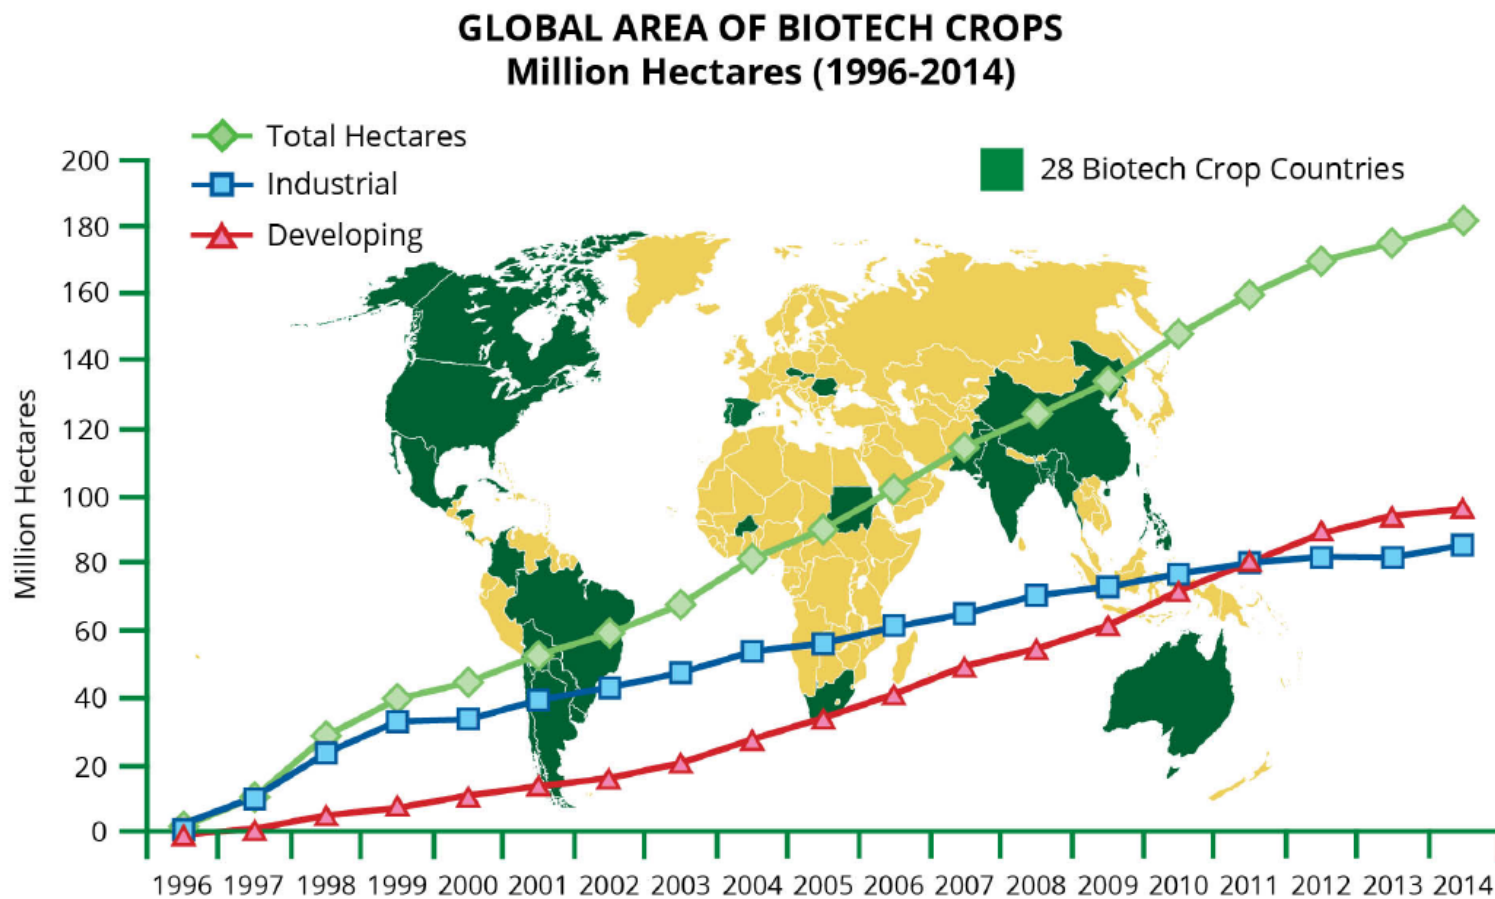 GLOBAL AREA OF BIOTECH CROPS
Million Hectares (1996-2014)
Total Hectares
Industrial
Developing
28 Biotech Crop Countries
Million Hectares
200
180
160
140
120
100
80
60
40
20
0
1996 1997 1998 1999 2000 2001 2002 2003 2004 2005 2006 2007 2008 2009 2010 2011 2012 2013 2014